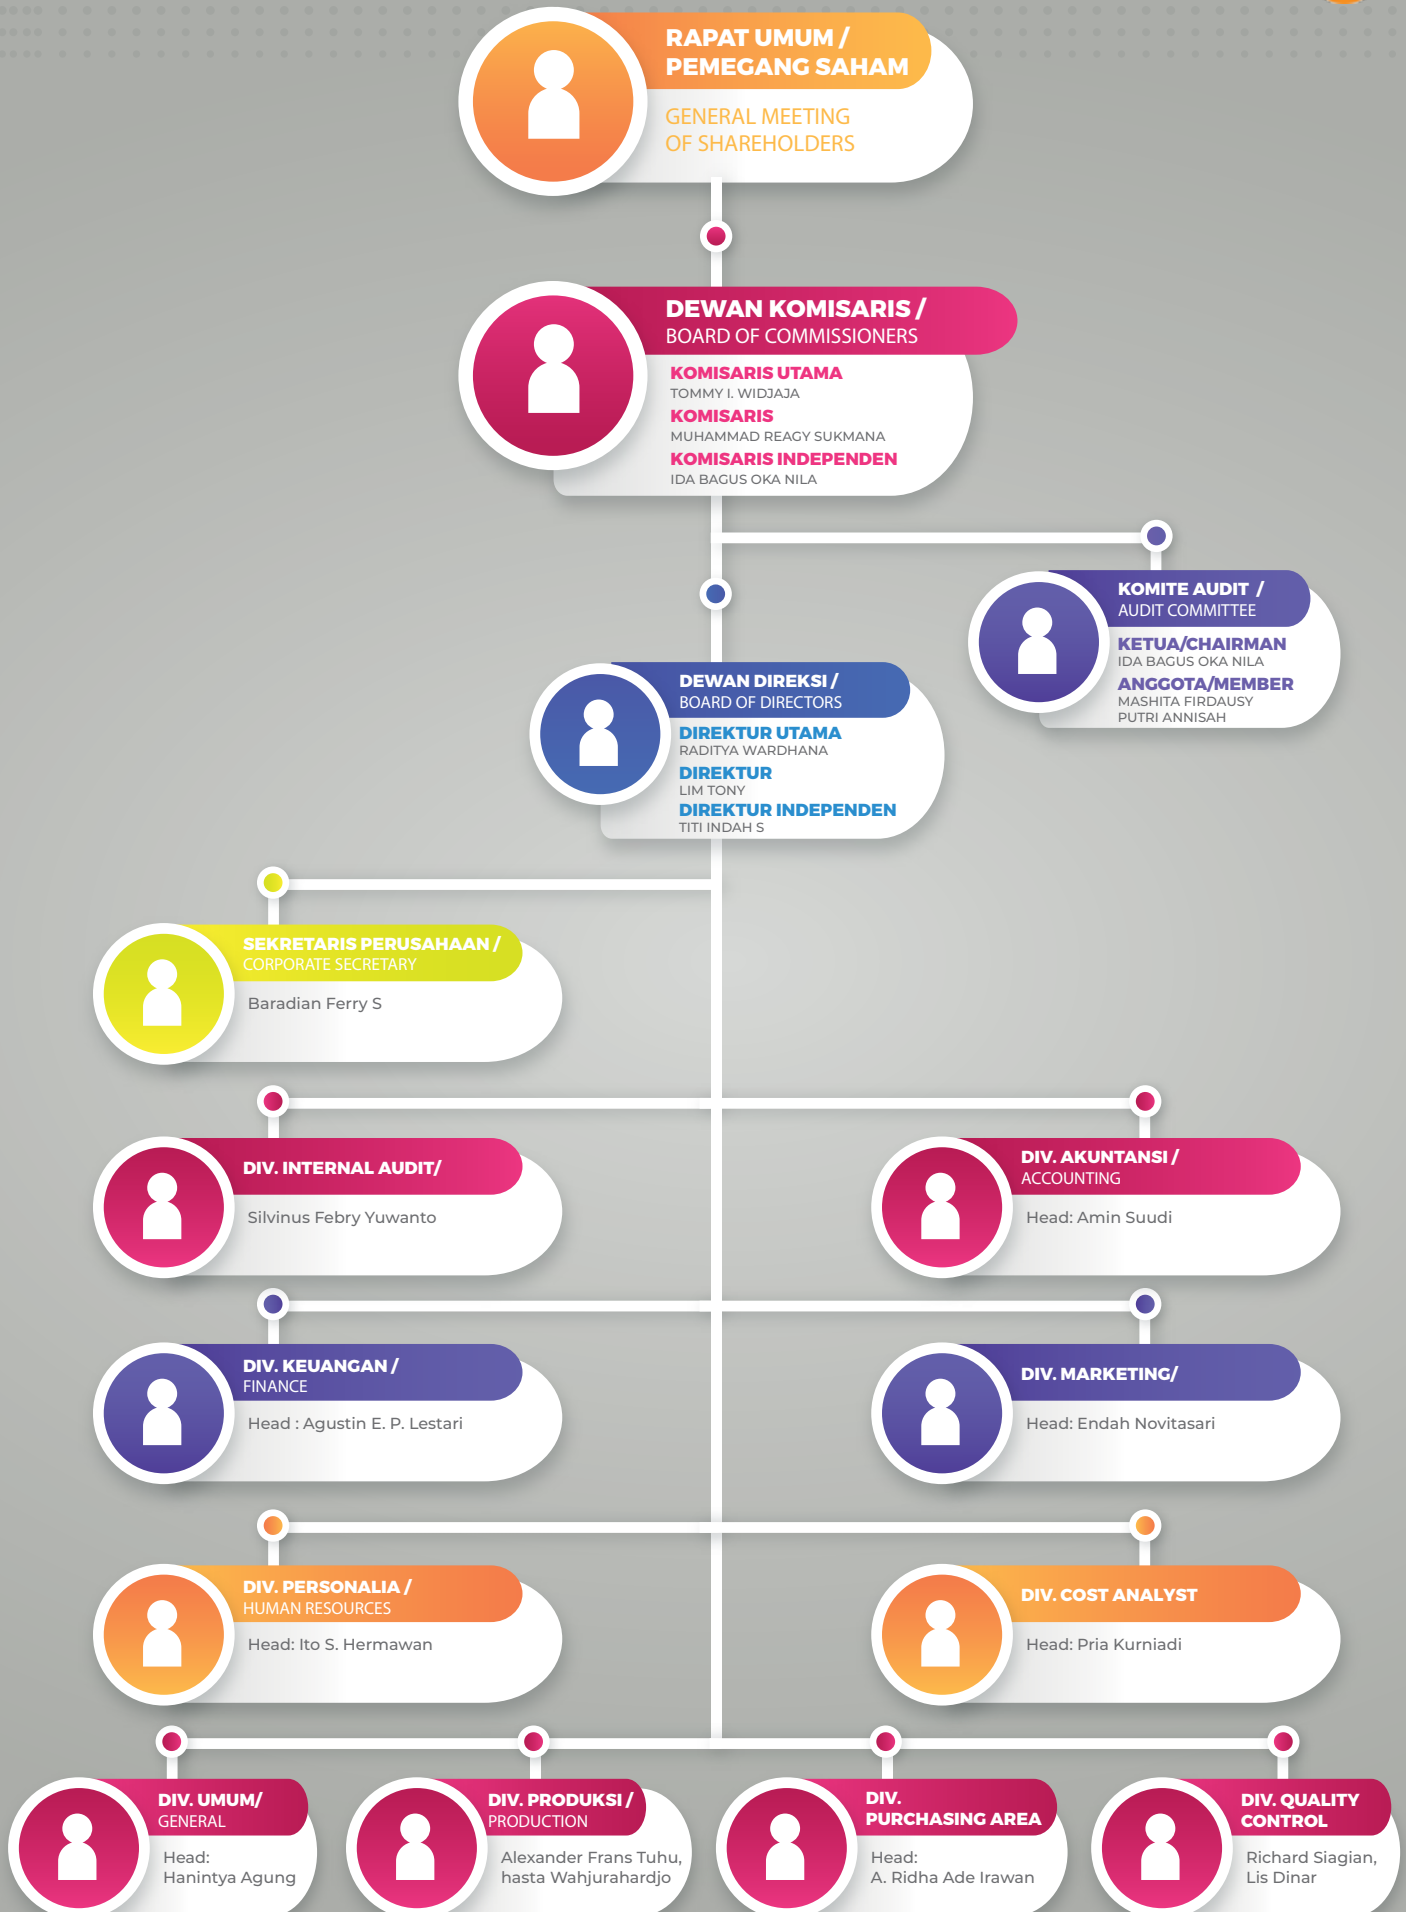 RAPAT UMUM /
PEMEGANG SAHAM
GENERAL MEETING
OF SHAREHOLDERS
DEWAN KOMISARIS /
BOARD OF COMMISSIONERS
KOMISARIS UTAMA
TOMMY I. WIDJAJA
KOMISARIS
MUHAMMAD REAGY SUKMANA
KOMISARIS INDEPENDEN
IDA BAGUS OKA NILA
KOMITE AUDIT /
AUDIT COMMITTEE
KETUA/CHAIRMAN
IDA BAGUS OKA NILA
ANGGOTA/MEMBER
MASHITA FIRDAUSY
PUTRI ANNISAH
DEWAN DIREKSI /
BOARD OF DIRECTORS
DIREKTUR UTAMA
RADITYA WARDHANA
DIREKTUR
LIM TONY
DIREKTUR INDEPENDEN
TITI INDAH S
SEKRETARIS PERUSAHAAN /
CORPORATE SECRETARY
Baradian Ferry S
DIV. INTERNAL AUDIT/
Silvinus Febry Yuwanto
DIV. AKUNTANSI /
ACCOUNTING
Head: Amin Suudi
DIV. KEUANGAN /
FINANCE
Head : Agustin E. P. Lestari
DIV. MARKETING/
Head: Endah Novitasari
DIV. PERSONALIA /
HUMAN RESOURCES
Head: Ito S. Hermawan
DIV. COST ANALYST
Head: Pria Kurniadi
DIV. UMUM/
GENERAL
Head:
Hanintya Agung
DIV. PRODUKSI /
PRODUCTION
Alexander Frans Tuhu,
hasta Wahjurahardjo
DIV.
PURCHASING AREA
Head:
A. Ridha Ade Irawan
DIV. QUALITY
CONTROL
Richard Siagian,
Lis Dinar